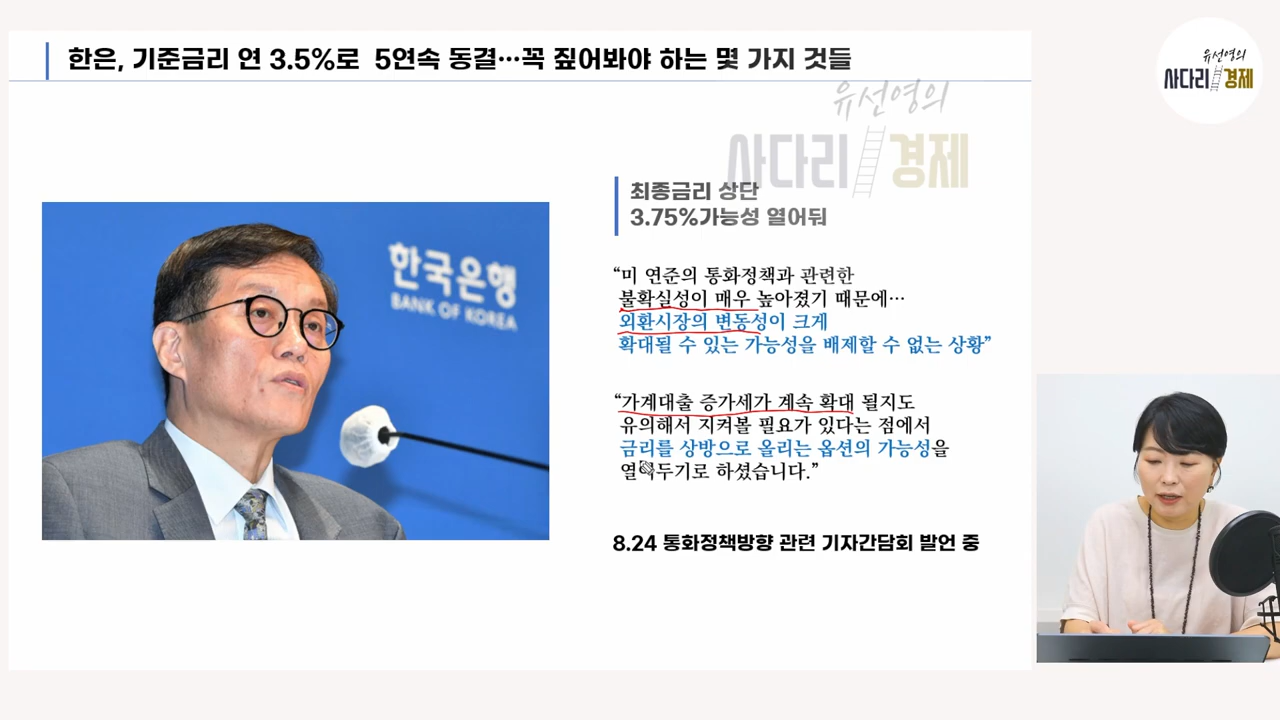 한은, 기준금리 연 3.5%로 5연속 동결…꼭 짚어봐야 하는 몇 가지 것들
유선영의
사다리 경제
유선영의
사다리 경제
한국은행
BANK OF KOREA
최종금리 상단
3.75%가능성 열어둬
“미 연준의 통화정책과 관련한
불확실성이 매우 높아졌기 때문에…
외환시장의 변동성이 크게
확대될 수 있는 가능성을 배제할 수 없는 상황”
“가계대출 증가세가 계속 확대 될지도
유의해서 지켜볼 필요가 있다는 점에서
금리를 상방으로 올리는 옵션의 가능성을
열 두기로 하셨습니다.”
8.24 통화정책방향 관련 기자간담회 발언 중